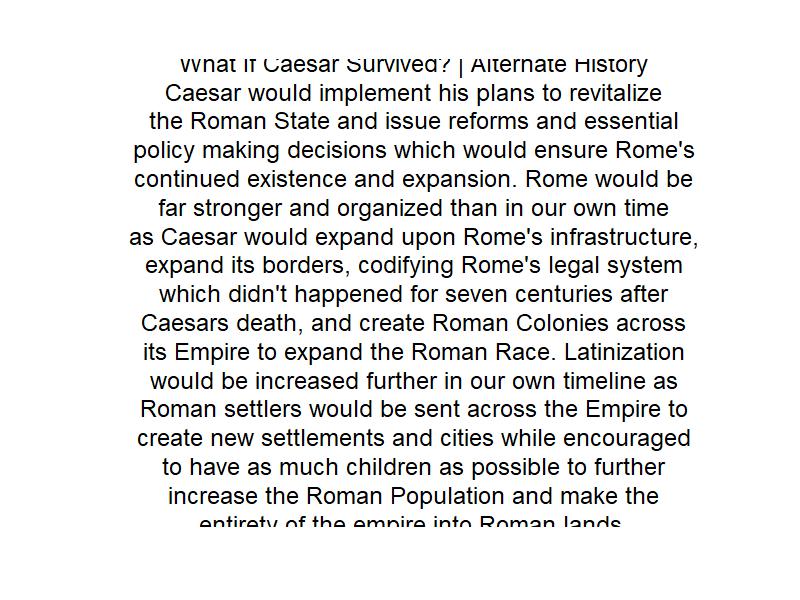 What If Caesar Survived? | Alternate History
Caesar would implement his plans to revitalize
the Roman State and issue reforms and essential
policy making decisions which would ensure Rome's
continued existence and expansion. Rome would be
far stronger and organized than in our own time
as Caesar would expand upon Rome's infrastructure,
expand its borders, codifying Rome's legal system
which didn't happened for seven centuries after
Caesars death, and create Roman Colonies across
its Empire to expand the Roman Race. Latinization
would be increased further in our own timeline as
Roman settlers would be sent across the Empire to
create new settlements and cities while encouraged
to have as much children as possible to further
increase the Roman Population and make the
entirety of the empire into Roman lands